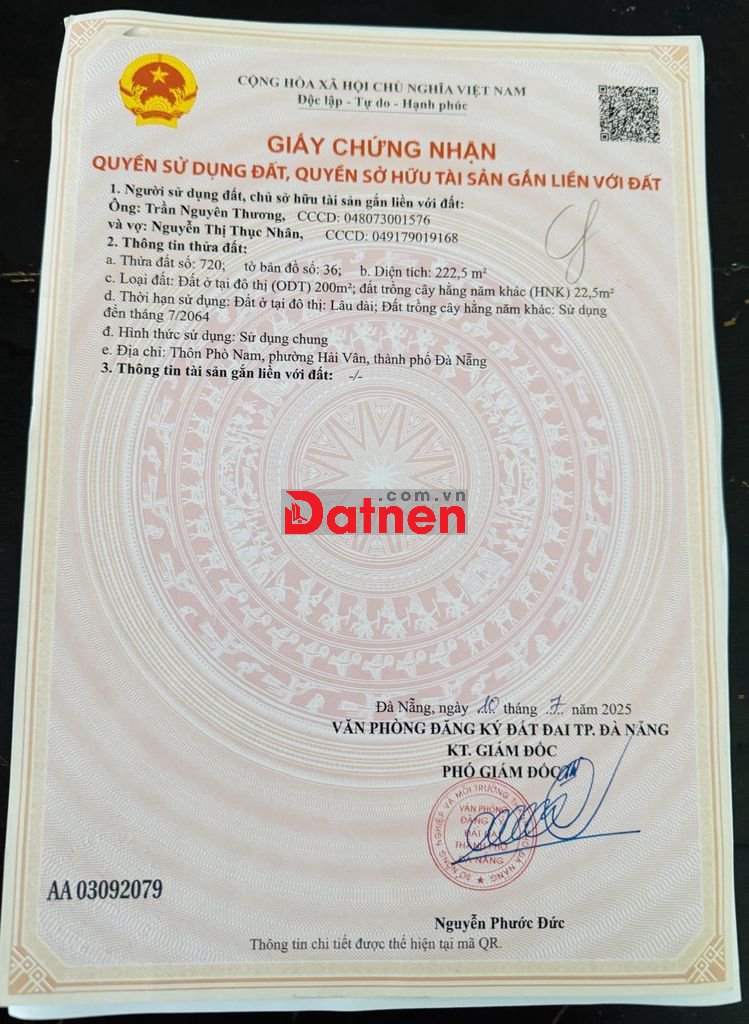 CỘNG HÒA XÃ HỘI CHỦ NGHĨA VIỆT NAM
Độc lập - Tự do - Hạnh phúc
GIẤY CHỨNG NHẬN
QUYỀN SỬ DỤNG ĐẤT, QUYỀN SỞ HỮU TÀI SẢN GẮN LIỀN VỚI ĐẤT
1. Người sử dụng đất, chủ sở hữu tài sản gắn liền với đất:
Ông: Trần Nguyên Thương, CCCD: 048073001576
và vợ: Nguyễn Thị Thục Nhân, CCCD: 049179019168
2. Thông tin thửa đất:
a. Thửa đất số: 720; tờ bản đồ số: 36; b. Diện tích: 222,5 m²
c. Loại đất: Đất ở tại đô thị (ODT) 200m²; đất trồng cây hằng năm khác (HNK) 22,5m²
d. Thời hạn sử dụng: Đất ở tại đô thị: Lâu dài; Đất trồng cây hằng năm khác: Sử dụng
đến tháng 7/2064
đ. Hình thức sử dụng: Sử dụng chung
e. Địa chỉ: Thôn Phò Nam, phường Hải Vân, thành phố Đà Nẵng
3. Thông tin tài sản gắn liền với đất: -/-
.com.vn
Datnen
Đà Nẵng, ngày 10 tháng 7 năm 2025
VĂN PHÒNG ĐĂNG KÝ ĐẤT ĐAI TP. ĐÀ NẴNG
KT. GIÁM ĐỐC
PHÓ GIÁM ĐỐC
VĂN PHÒNG
ĐĂNG
ĐẤT ĐAI
THÀNH PHỐ
ĐÀ NẴNG
AA 03092079
Nguyễn Phước Đức
Thông tin chi tiết được thể hiện tại mã QR.